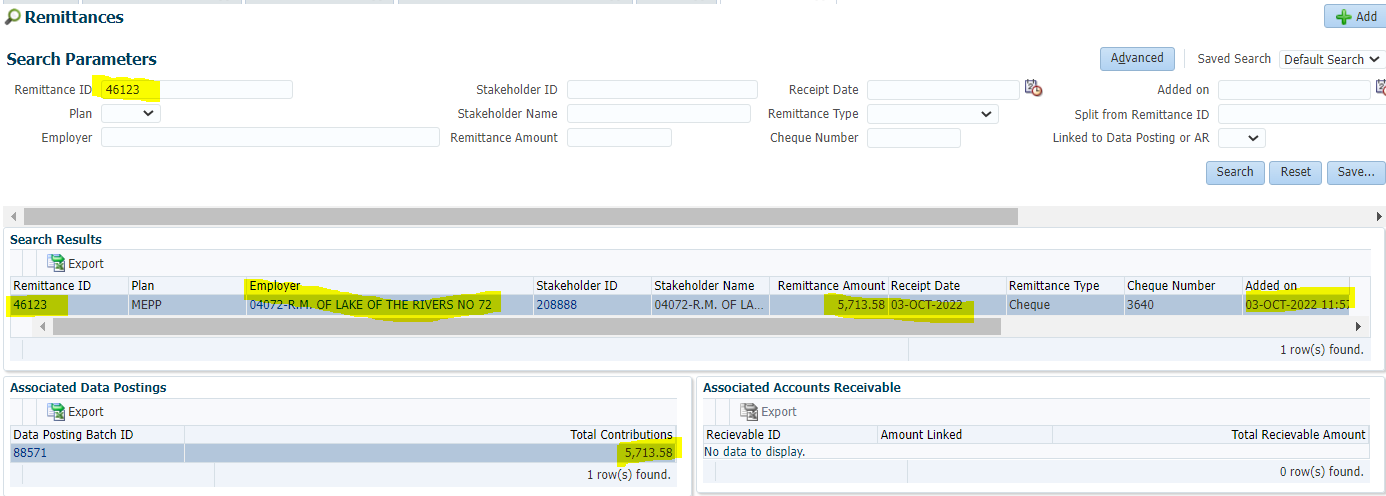 Remittances
Add
Search Parameters
Advanced
Saved Search
Default Search
Remittance ID 46123
Stakeholder ID
Receipt Date
Added on
Plan
Stakeholder Name
Remittance Type
Split from Remittance ID
Employer
Remittance Amount
Cheque Number
Linked to Data Posting or AR
Search Reset Save...
Search Results
Export
Remittance ID Plan Employer Stakeholder ID Stakeholder Name Remittance Amount Receipt Date Remittance Type Cheque Number Added on
46123 MEPP 04072-R.M. OF LAKE OF THE RIVERS NO 72 208888 04072-R.M. OF LA... 5,713.58 03-OCT-2022 Cheque 3640 03-OCT-2022 11:57
1 row(s) found.
Associated Data Postings
Export
Data Posting Batch ID Total Contributions
88571 5,713.58
1 row(s) found.
Associated Accounts Receivable
Export
Recievable ID Amount Linked Total Recievable Amount
No data to display.
0 row(s) found.